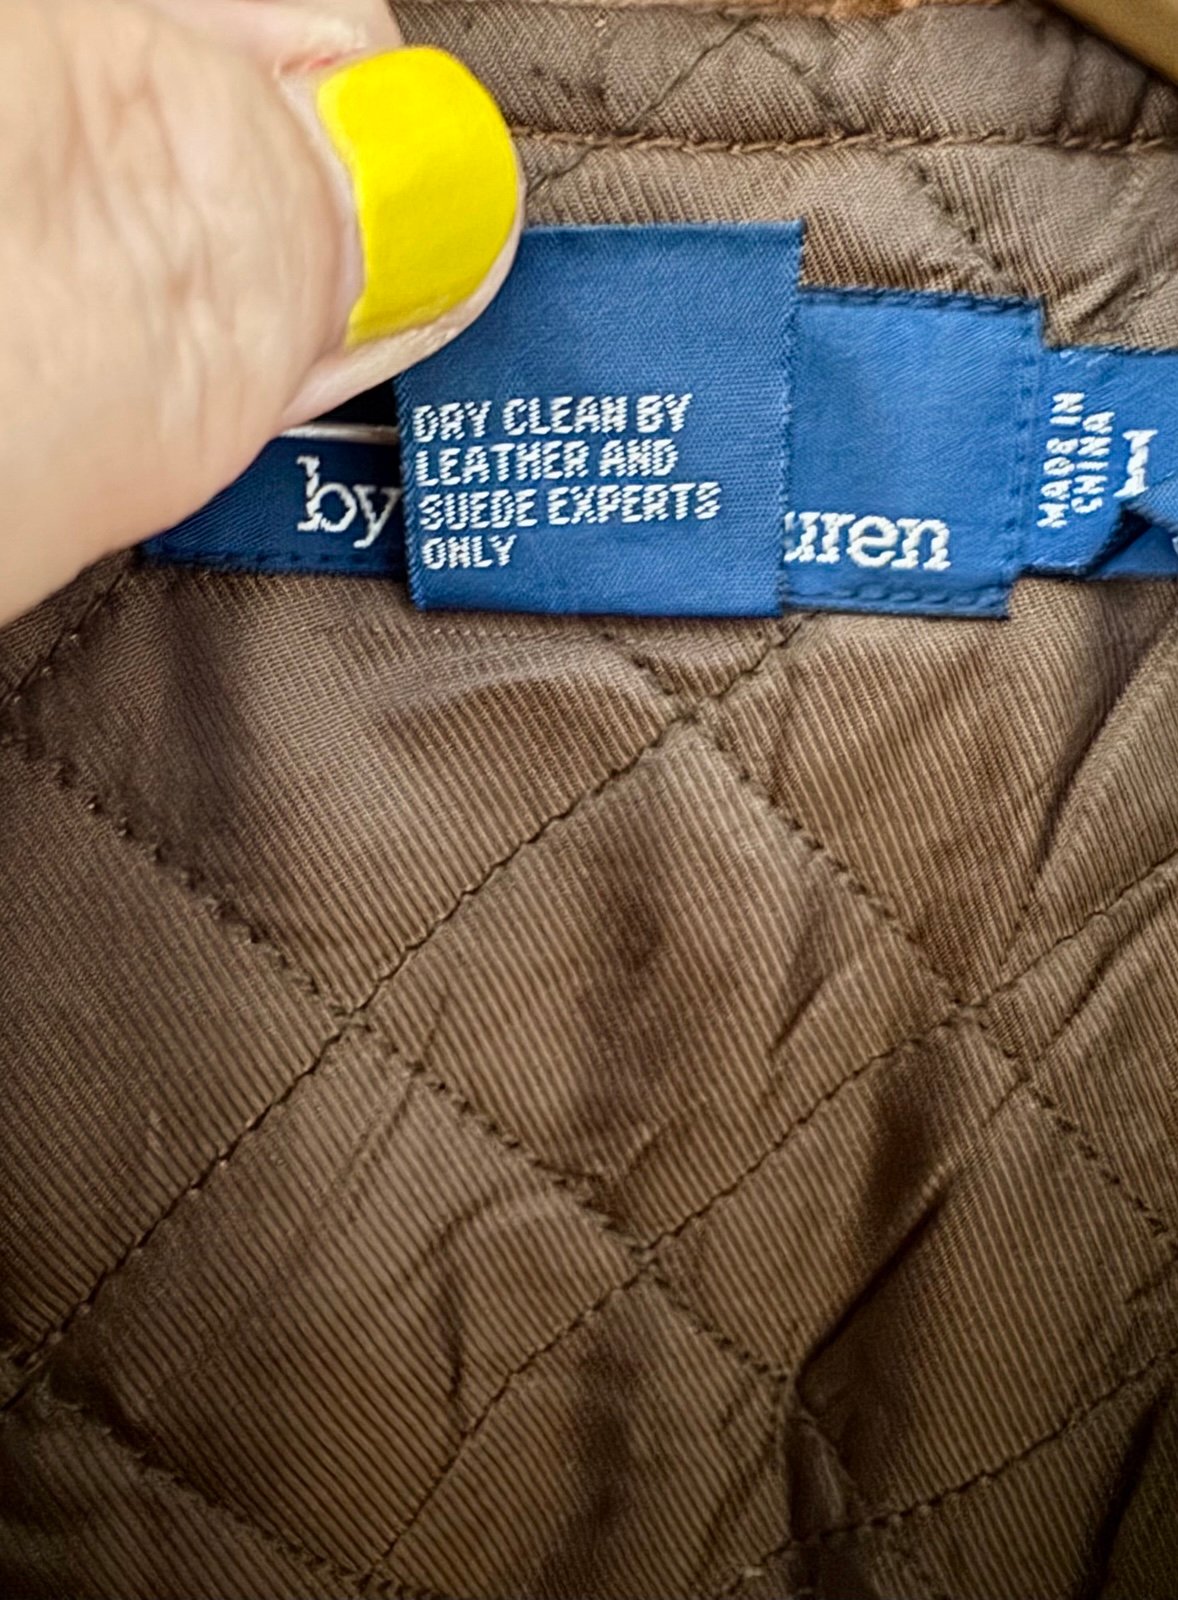 DRY CLEAN BY
LEATHER AND
SUEDE EXPERTS
ONLY
by
uren
MADE IN
CHINA
L